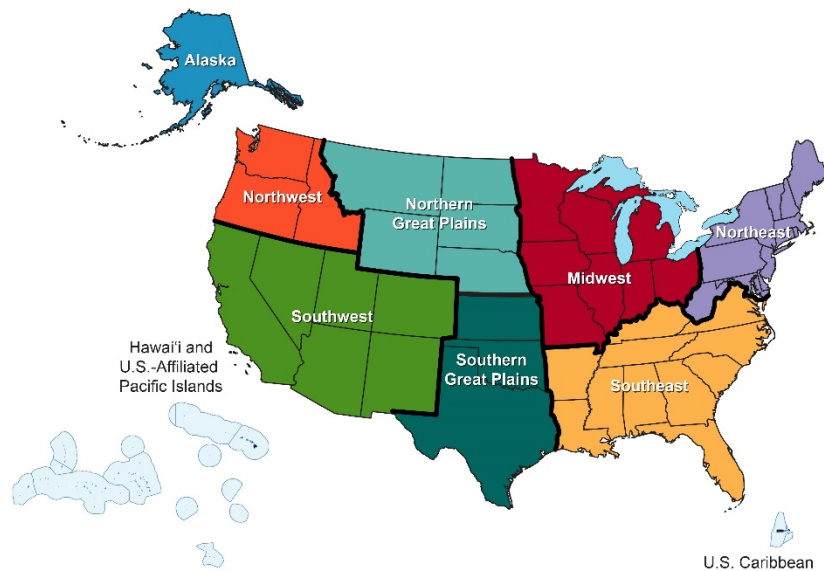 Alaska
Northwest
Northern
Great Plains
Northeast
Midwest
Southwest
Hawai‘i and
U.S.-Affiliated
Pacific Islands
Southern
Great Plains
Southeast
U.S. Caribbean